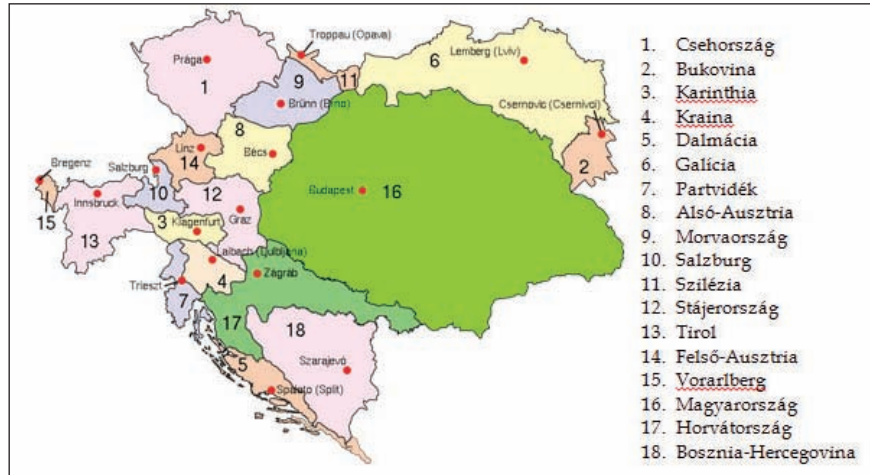 Troppau (Opava)
Lemberg (Lviv)
6
Prága
9
11
1
Csernovic (Csernivci)
Brünn (Brno)
8
Linz
Bécs
14
2
Bregenz
Salzburg
Budapest
16
10
12
Innsbruck
15
3
Klagenfurt
Graz
13
Laibach (Ljubljana)
Zágráb
Trieszt
4
7
17
18
5
Szarajevó
Spalato (Split)
1. Csehország
2. Bukovina
3. Karinthia
4. Kraina
5. Dalmácia
6. Galícia
7. Partvidék
8. Alsó-Ausztria
9. Morvaország
10. Salzburg
11. Szilézia
12. Stájerország
13. Tirol
14. Felső-Ausztria
15. Vorarlberg
16. Magyarország
17. Horvátország
18. Bosznia-Hercegovina